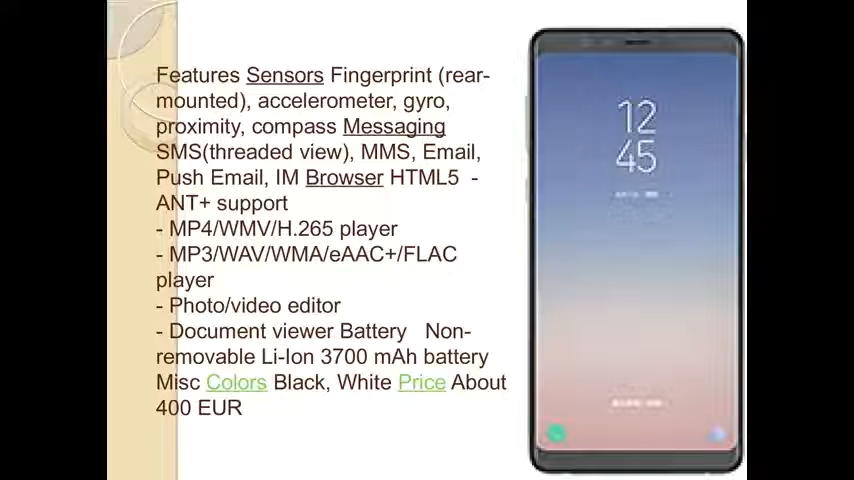 Features Sensors Fingerprint (rear-
mounted), accelerometer, gyro,
proximity, compass Messaging
SMS(threaded view), MMS, Email,
Push Email, IM Browser HTML5  -
ANT+ support
- MP4/WMV/H.265 player
- MP3/WAV/WMA/eAAC+/FLAC
player
- Photo/video editor
- Document viewer Battery   Non-
removable Li-Ion 3700 mAh battery
Misc Colors Black, White Price About
400 EUR
12
45